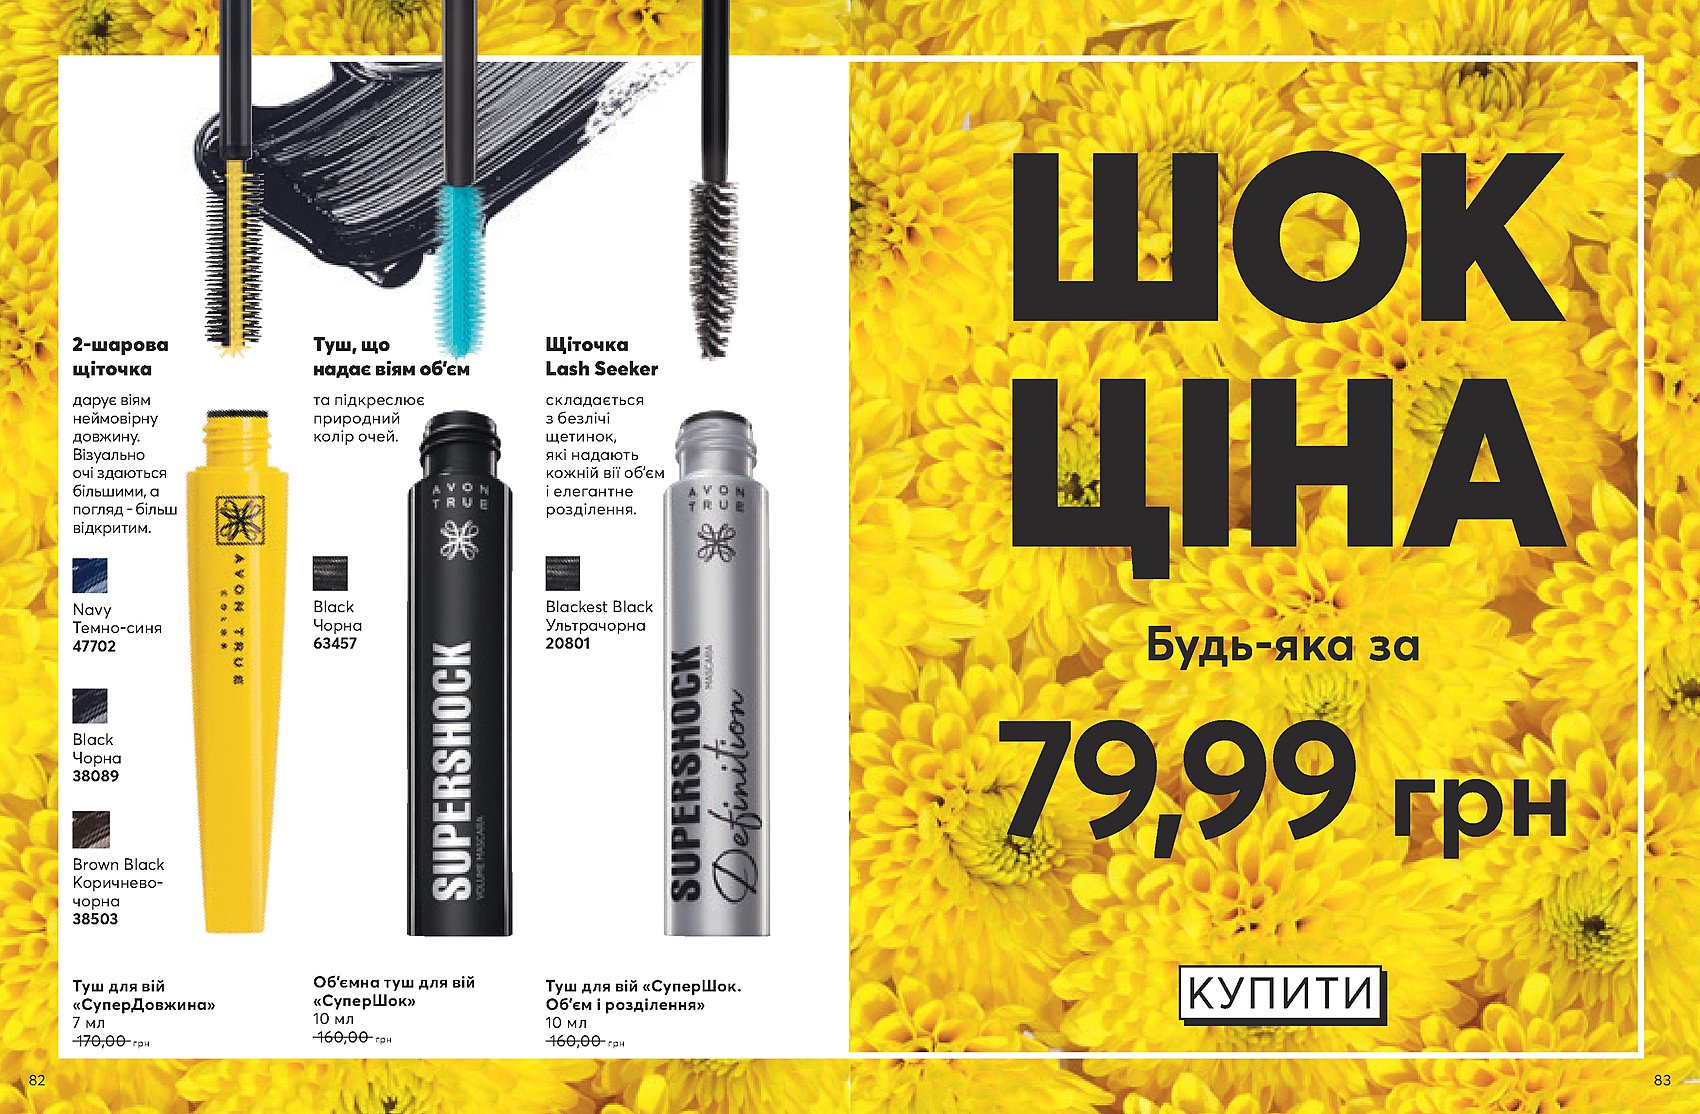 2-шарова
щіточка
дарує віям
неймовірну
довжину.
Візуально
очі здаються
більшими, а
погляд - більш
відкритим.
Navy
Темно-синя
47702
Black
Чорна
38089
Brown Black
Коричнево-
чорна
38503
AVON TRUE
Туш для вій
«СуперДовжина»
7 мл
170,00 грн
Туш, що
надає віям об'єм
та підкреслює
природний
колір очей.
Black
Чорна
63457
AVON
TRUE
SUPERSHOCK
VOLUME MASCARA
Об'ємна туш для вій
«СуперШок»
10 мл
160,00 грн
Щіточка
Lash Seeker
складається
з безлічі
щетинок,
які надають
кожній вії об'єм
і елегантне
розділення.
Blackest Black
Ультрачорна
20801
AVON
TRUE
SUPERSHOCK
MASCARA
Definition
Туш для вій «СуперШок.
Об'єм і розділення»
10 мл
160,00 грн
82
ШОК
ЦІНА
Будь-яка за
79,99 грн
КУПИТИ
83